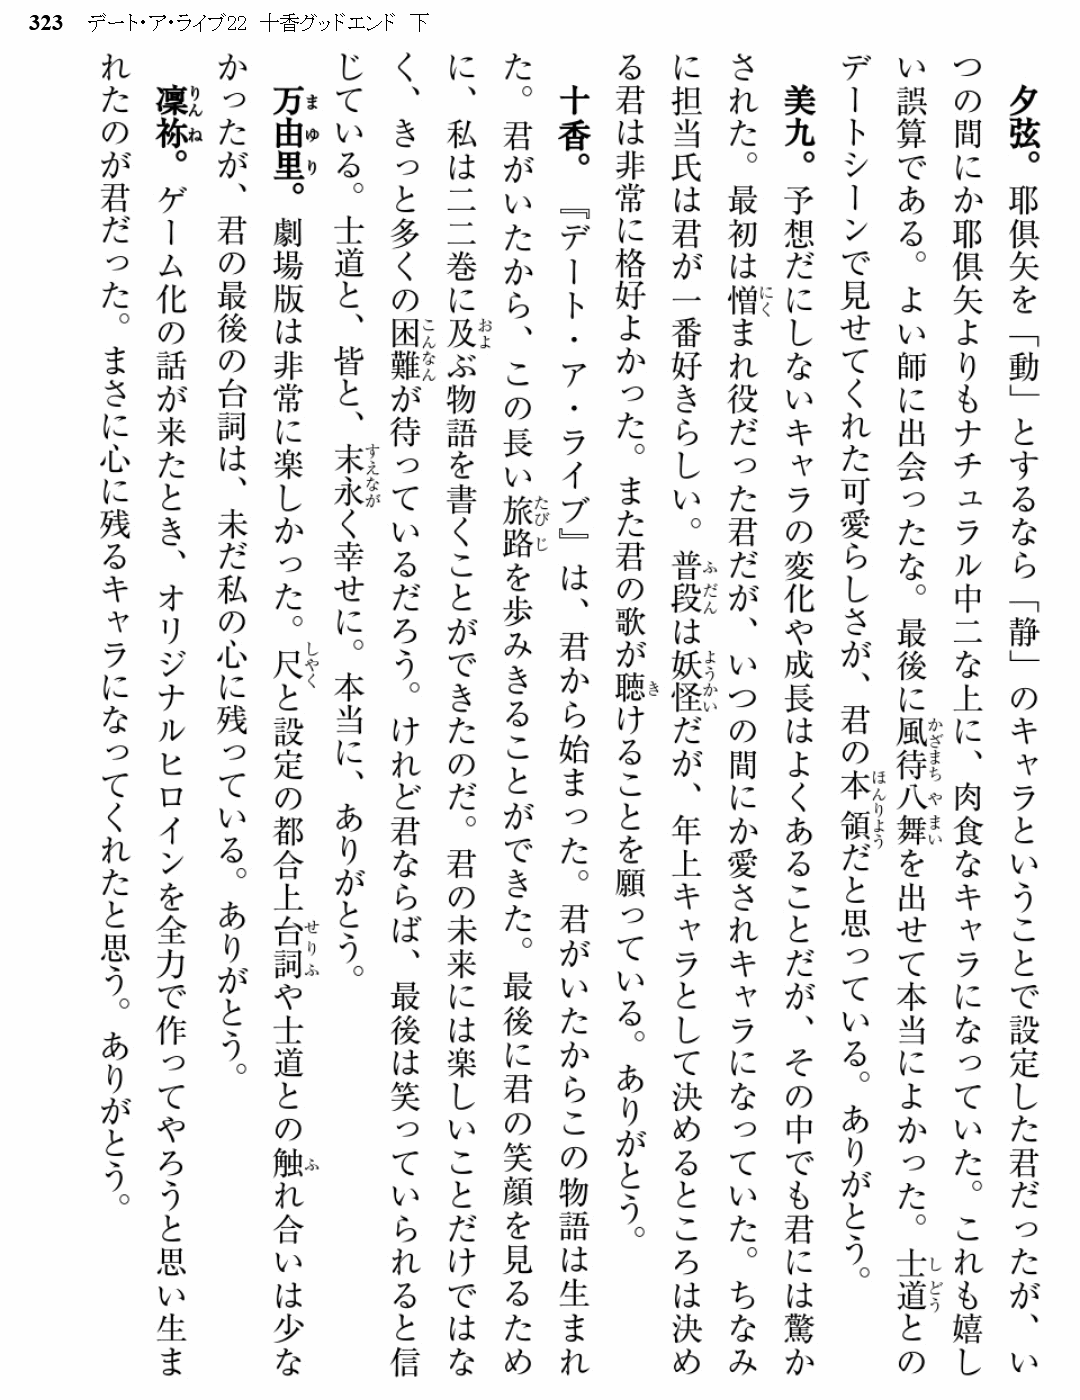 323 デート・ア・ライブ22 十香グッドエンド 下
夕弦。耶倶矢を「動」とするなら「静」のキャラということで設定した君だったが、い
つの間にか耶倶矢よりもナチュラル中二な上に、肉食なキャラになっていた。これも嬉し
い誤算である。よい師に出会ったな。最後に風待八舞を出せて本当によかった。士道との
デートシーンで見せてくれた可愛らしさが、君の本領だと思っている。ありがとう。
美九。予想だにしないキャラの変化や成長はよくあることだが、その中でも君には驚か
された。最初は憎まれ役だった君だが、いつの間にか愛されキャラになっていた。ちなみ
に担当氏は君が一番好きらしい。普段は妖怪だが、年上キャラとして決めるところは決め
る君は非常に格好よかった。また君の歌が聴けることを願っている。ありがとう。
十香。『デート・ア・ライブ』は、君から始まった。君がいたからこの物語は生まれ
た。君がいたから、この長い旅路を歩みきることができた。最後に君の笑顔を見るため
に、私は二二巻に及ぶ物語を書くことができたのだ。君の未来には楽しいことだけではな
く、きっと多くの困難が待っているだろう。けれど君ならば、最後は笑っていられると信
じている。士道と、皆と、末永く幸せに。本当に、ありがとう。
万由里。劇場版は非常に楽しかった。尺と設定の都合上台詞や士道との触れ合いは少な
かったが、君の最後の台詞は、未だ私の心に残っている。ありがとう。
凜祢。ゲーム化の話が来たとき、オリジナルヒロインを全力で作ってやろうと思い生ま
れたのが君だった。まさに心に残るキャラになってくれたと思う。ありがとう。